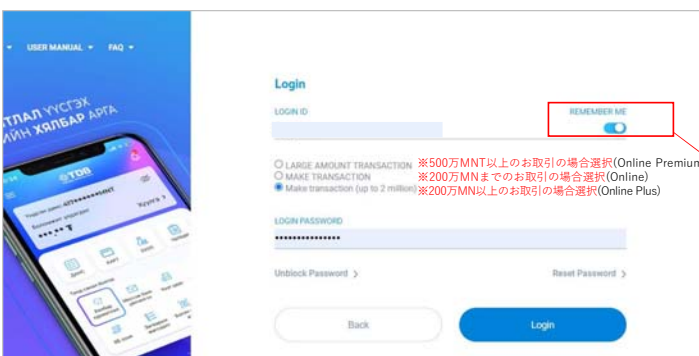 USER MANUAL
FAQ
ТЛАЛ ҮҮСГЭХ
ИЙН ХЯЛБАР АРГА
TDB
Хуулга >
Login
LOGIN ID
REMEMBER ME
LARGE AMOUNT TRANSACTION ※500万MNT以上のお取引の場合選択(Online Premium
MAKE TRANSACTION ※200万MNまでのお取引の場合選択(Online)
Make transaction (up to 2 million) ※200万MN以上のお取引の場合選択(Online Plus)
LOGIN PASSWORD
•••••••••••••••
Unblock Password >
Reset Password >
Back
Login